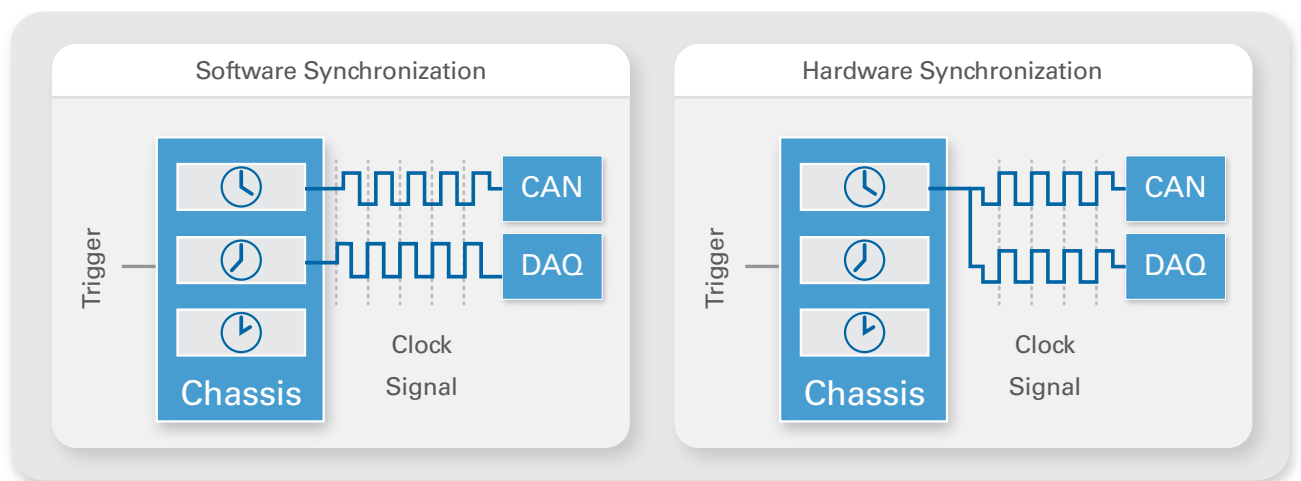 Software Synchronization
Trigger
CAN
DAQ
Clock
Signal
Chassis
Hardware Synchronization
Trigger
CAN
DAQ
Clock
Signal
Chassis